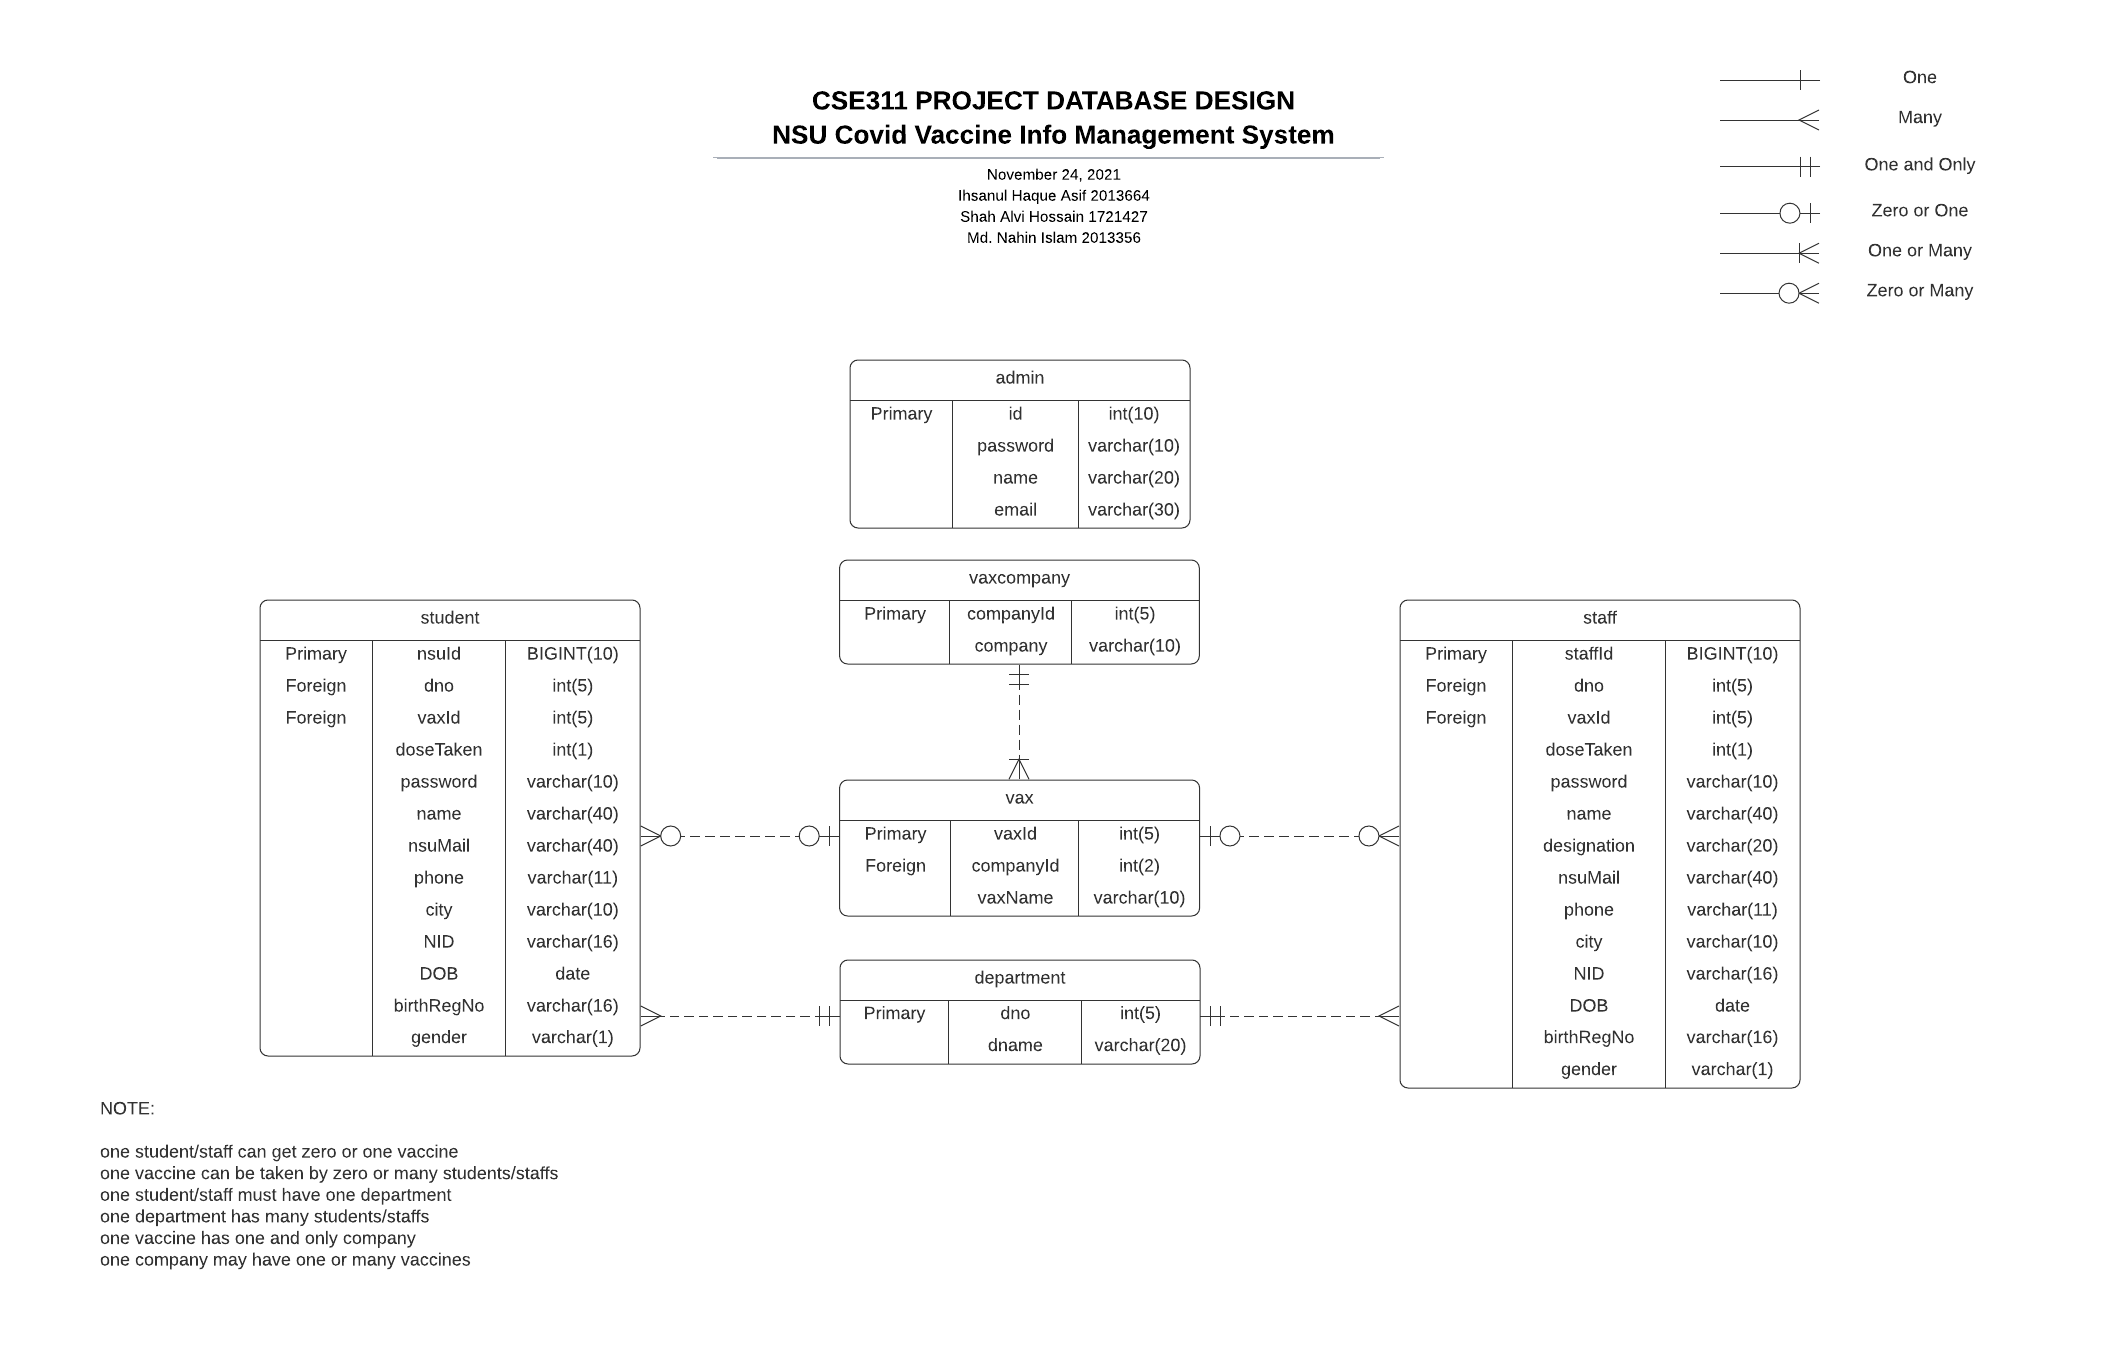 CSE311 PROJECT DATABASE DESIGN
NSU Covid Vaccine Info Management System
November 24, 2021
Ihsanul Haque Asif 2013664
Shah Alvi Hossain 1721427
Md. Nahin Islam 2013356
One
Many
One and Only
Zero or One
One or Many
Zero or Many
admin
Primary id int(10)
password varchar(10)
name varchar(20)
email varchar(30)
vaxcompany
Primary companyId int(5)
company varchar(10)
student
Primary nsuId BIGINT(10)
Foreign dno int(5)
Foreign vaxId int(5)
doseTaken int(1)
password varchar(10)
name varchar(40)
nsuMail varchar(40)
phone varchar(11)
city varchar(10)
NID varchar(16)
DOB date
birthRegNo varchar(16)
gender varchar(1)
vax
Primary vaxId int(5)
Foreign companyId int(2)
vaxName varchar(10)
department
Primary dno int(5)
dname varchar(20)
staff
Primary staffId BIGINT(10)
Foreign dno int(5)
Foreign vaxId int(5)
doseTaken int(1)
password varchar(10)
name varchar(40)
designation varchar(20)
nsuMail varchar(40)
phone varchar(11)
city varchar(10)
NID varchar(16)
DOB date
birthRegNo varchar(16)
gender varchar(1)
NOTE:
one student/staff can get zero or one vaccine
one vaccine can be taken by zero or many students/staffs
one student/staff must have one department
one department has many students/staffs
one vaccine has one and only company
one company may have one or many vaccines